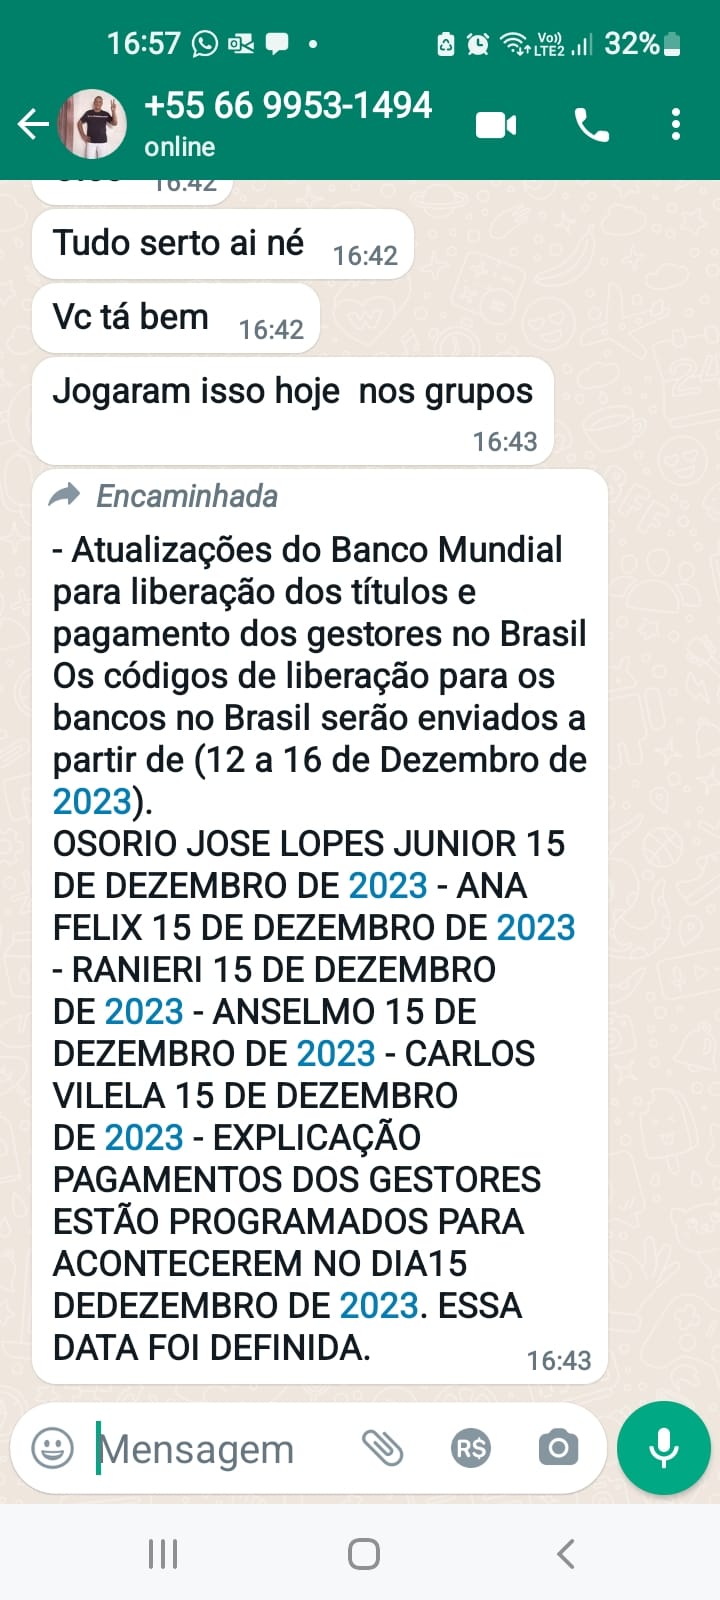 16:57
Vo)) LTE2
32%
+55 66 9953-1494
online
16:42
Tudo serto ai né 16:42
Vc tá bem 16:42
Jogaram isso hoje nos grupos
16:43
Encaminhada
- Atualizações do Banco Mundial
para liberação dos títulos e
pagamento dos gestores no Brasil
Os códigos de liberação para os
bancos no Brasil serão enviados a
partir de (12 a 16 de Dezembro de
2023).
OSORIO JOSE LOPES JUNIOR 15
DE DEZEMBRO DE 2023 - ANA
FELIX 15 DE DEZEMBRO DE 2023
- RANIERI 15 DE DEZEMBRO
DE 2023 - ANSELMO 15 DE
DEZEMBRO DE 2023 - CARLOS
VILELA 15 DE DEZEMBRO
DE 2023 - EXPLICAÇÃO
PAGAMENTOS DOS GESTORES
ESTÃO PROGRAMADOS PARA
ACONTECEREM NO DIA15
DEDEZEMBRO DE 2023. ESSA
DATA FOI DEFINIDA.
16:43
Mensagem
R$